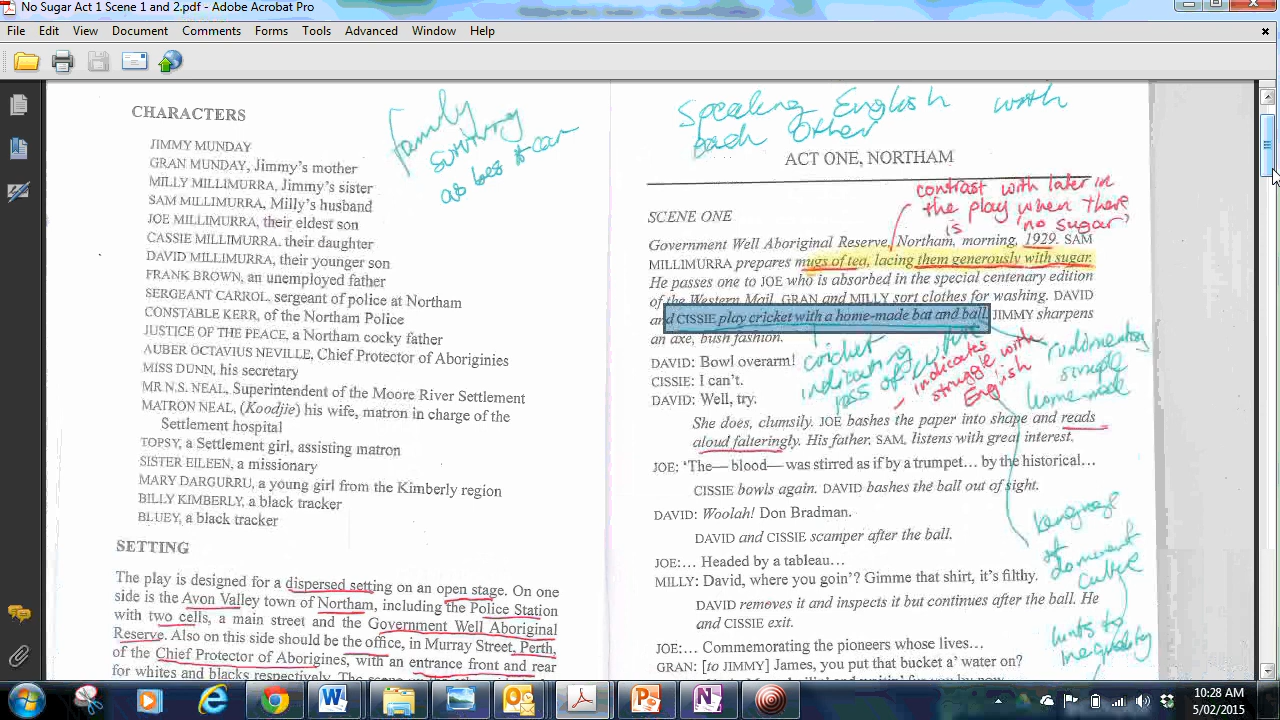 No Sugar Act 1 Scene 1 and 2.pdf - Adobe Acrobat Pro
File Edit View Document Comments Forms Tools Advanced Window Help
CHARACTERS
JIMMY MUNDAY
GRAN MUNDAY, Jimmy's mother
MILLY MILLIMURRA, Jimmy's sister
SAM MILLIMURRA, Milly's husband
JOE MILLIMURRA, their eldest son
CASSIE MILLIMURRA, their daughter
DAVID MILLIMURRA, their younger son
FRANK BROWN, an unemployed father
SERGEANT CARROL, sergeant of police at Northam
CONSTABLE KERR, of the Northam Police
JUSTICE OF THE PEACE, a Northam cocky father
AUBER OCTAVIUS NEVILLE, Chief Protector of Aboriginies
MISS DUNN, his secretary
MR N.S. NEAL, Superintendent of the Moore River Settlement
MATRON NEAL, (Koodjie) his wife, matron in charge of the
Settlement hospital
TOPSY, a Settlement girl, assisting matron
SISTER EILEEN, a missionary
MARY DARGURRU, a young girl from the Kimberly region
BILLY KIMBERLY, a black tracker
BLUEY, a black tracker
SETTING
The play is designed for a dispersed setting on an open stage. On one
side is the Avon Valley town of Northam, including the Police Station
with two cells, a main street and the Government Well Aboriginal
Reserve. Also on this side should be the office, in Murray Street, Perth,
of the Chief Protector of Aborigines, with an entrance front and rear
for whites and blacks respectively. The
family
surviving
as best
Speaking English with
each other
ACT ONE, NORTHAM
contrast with later in
the play when there
is 'no sugar'
SCENE ONE
Government Well Aboriginal Reserve, Northam, morning, 1929. SAM
MILLIMURRA prepares mugs of tea, lacing them generously with sugar.
He passes one to JOE who is absorbed in the special centenary edition
of the Western Mail. GRAN and MILLY sort clothes for washing. DAVID
and CISSIE play cricket with a home-made bat and ball. JIMMY sharpens
an axe, bush fashion.
DAVID: Bowl overarm!
CISSIE: I can't.
DAVID: Well, try.
cricket
indicating
loss of culture
indicates
struggle with
English
rudimentary
simple
home-made
She does, clumsily. JOE bashes the paper into shape and reads
aloud falteringly. His father, SAM, listens with great interest.
JOE: 'The— blood— was stirred as if by a trumpet… by the historical…
CISSIE bowls again. DAVID bashes the ball out of sight.
DAVID: Woolah! Don Bradman.
DAVID and CISSIE scamper after the ball.
JOE:… Headed by a tableau…
MILLY: David, where you goin'? Gimme that shirt, it's filthy.
DAVID removes it and inspects it but continues after the ball. He
and CISSIE exit.
JOE:… Commemorating the pioneers whose lives…
GRAN: [to JIMMY] James, you put that bucket a' water on?
language
of
dominant
culture
hints to
inequality
10:28 AM
5/02/2015